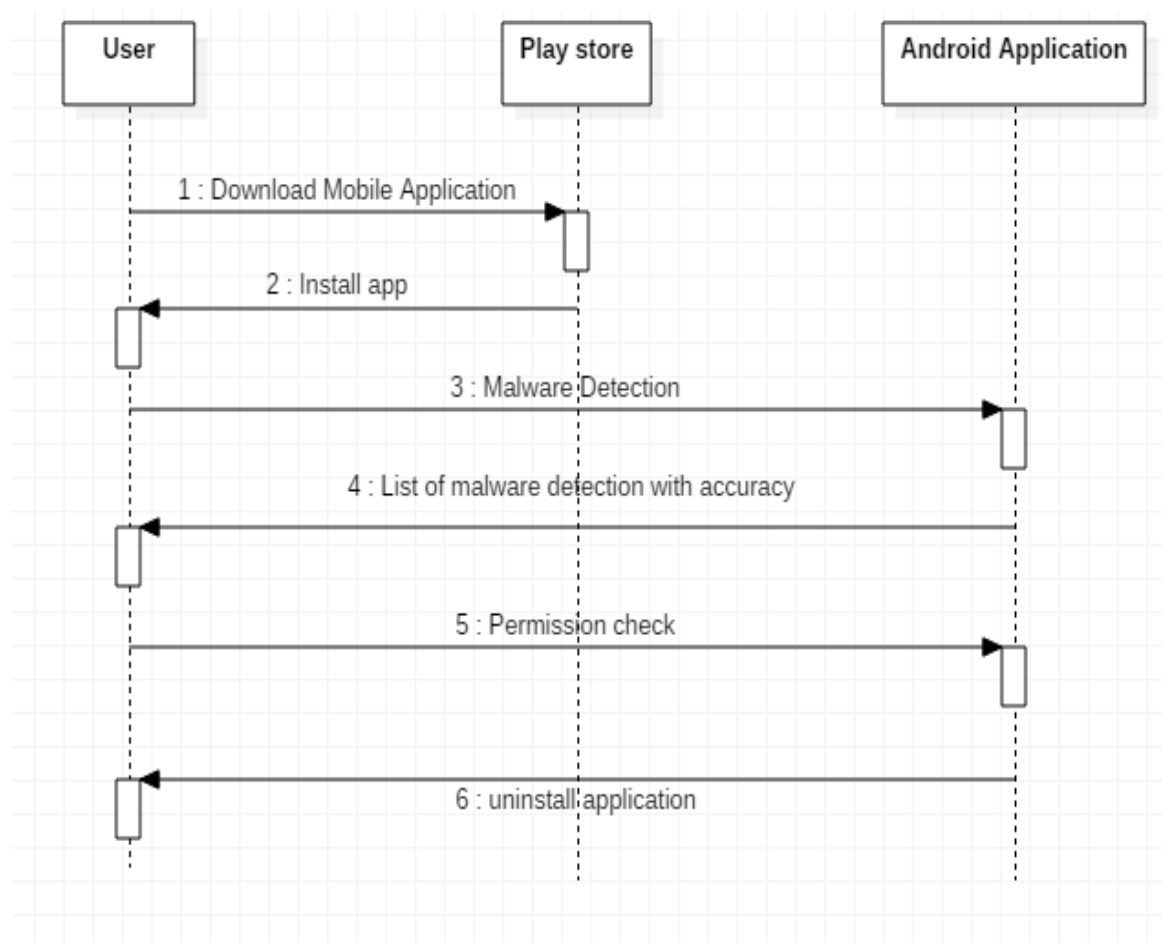 User
Play store
Android Application
1 : Download Mobile Application
2 : Install app
3 : Malware Detection
4 : List of malware detection with accuracy
5 : Permission check
6 : uninstall application